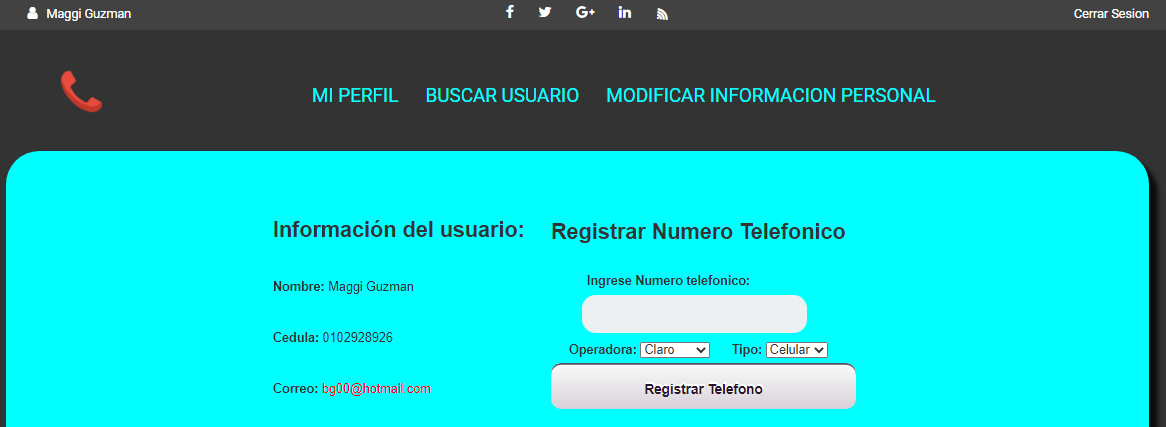 Maggi Guzman
Cerrar Sesion
MI PERFIL BUSCAR USUARIO MODIFICAR INFORMACION PERSONAL
Información del usuario:
Nombre: Maggi Guzman
Cedula: 0102928926
Correo: bg00@hotmail.com
Registrar Numero Telefonico
Ingrese Numero telefonico:
Operadora: Claro Tipo: Celular
Registrar Telefono